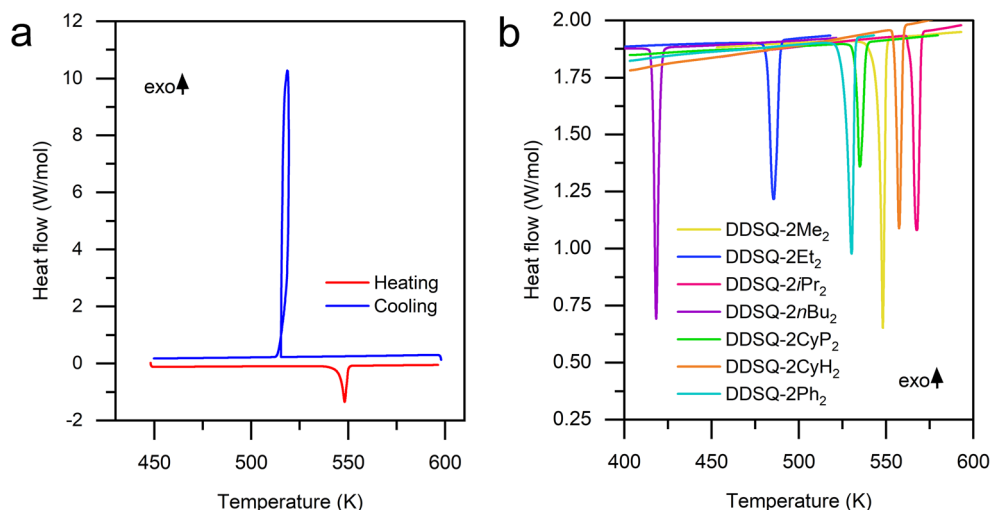 a
12
10
8
6
4
2
0
-2
Heat flow (W/mol)
exo
Heating
Cooling
450
500
550
600
Temperature (K)
b
2.00
1.75
1.50
1.25
1.00
0.75
0.50
0.25
Heat flow (W/mol)
DDSQ-2Me₂
DDSQ-2Et₂
DDSQ-2iPr₂
DDSQ-2nBu₂
DDSQ-2CyP₂
DDSQ-2CyH₂
DDSQ-2Ph₂
exo
400
450
500
550
600
Temperature (K)